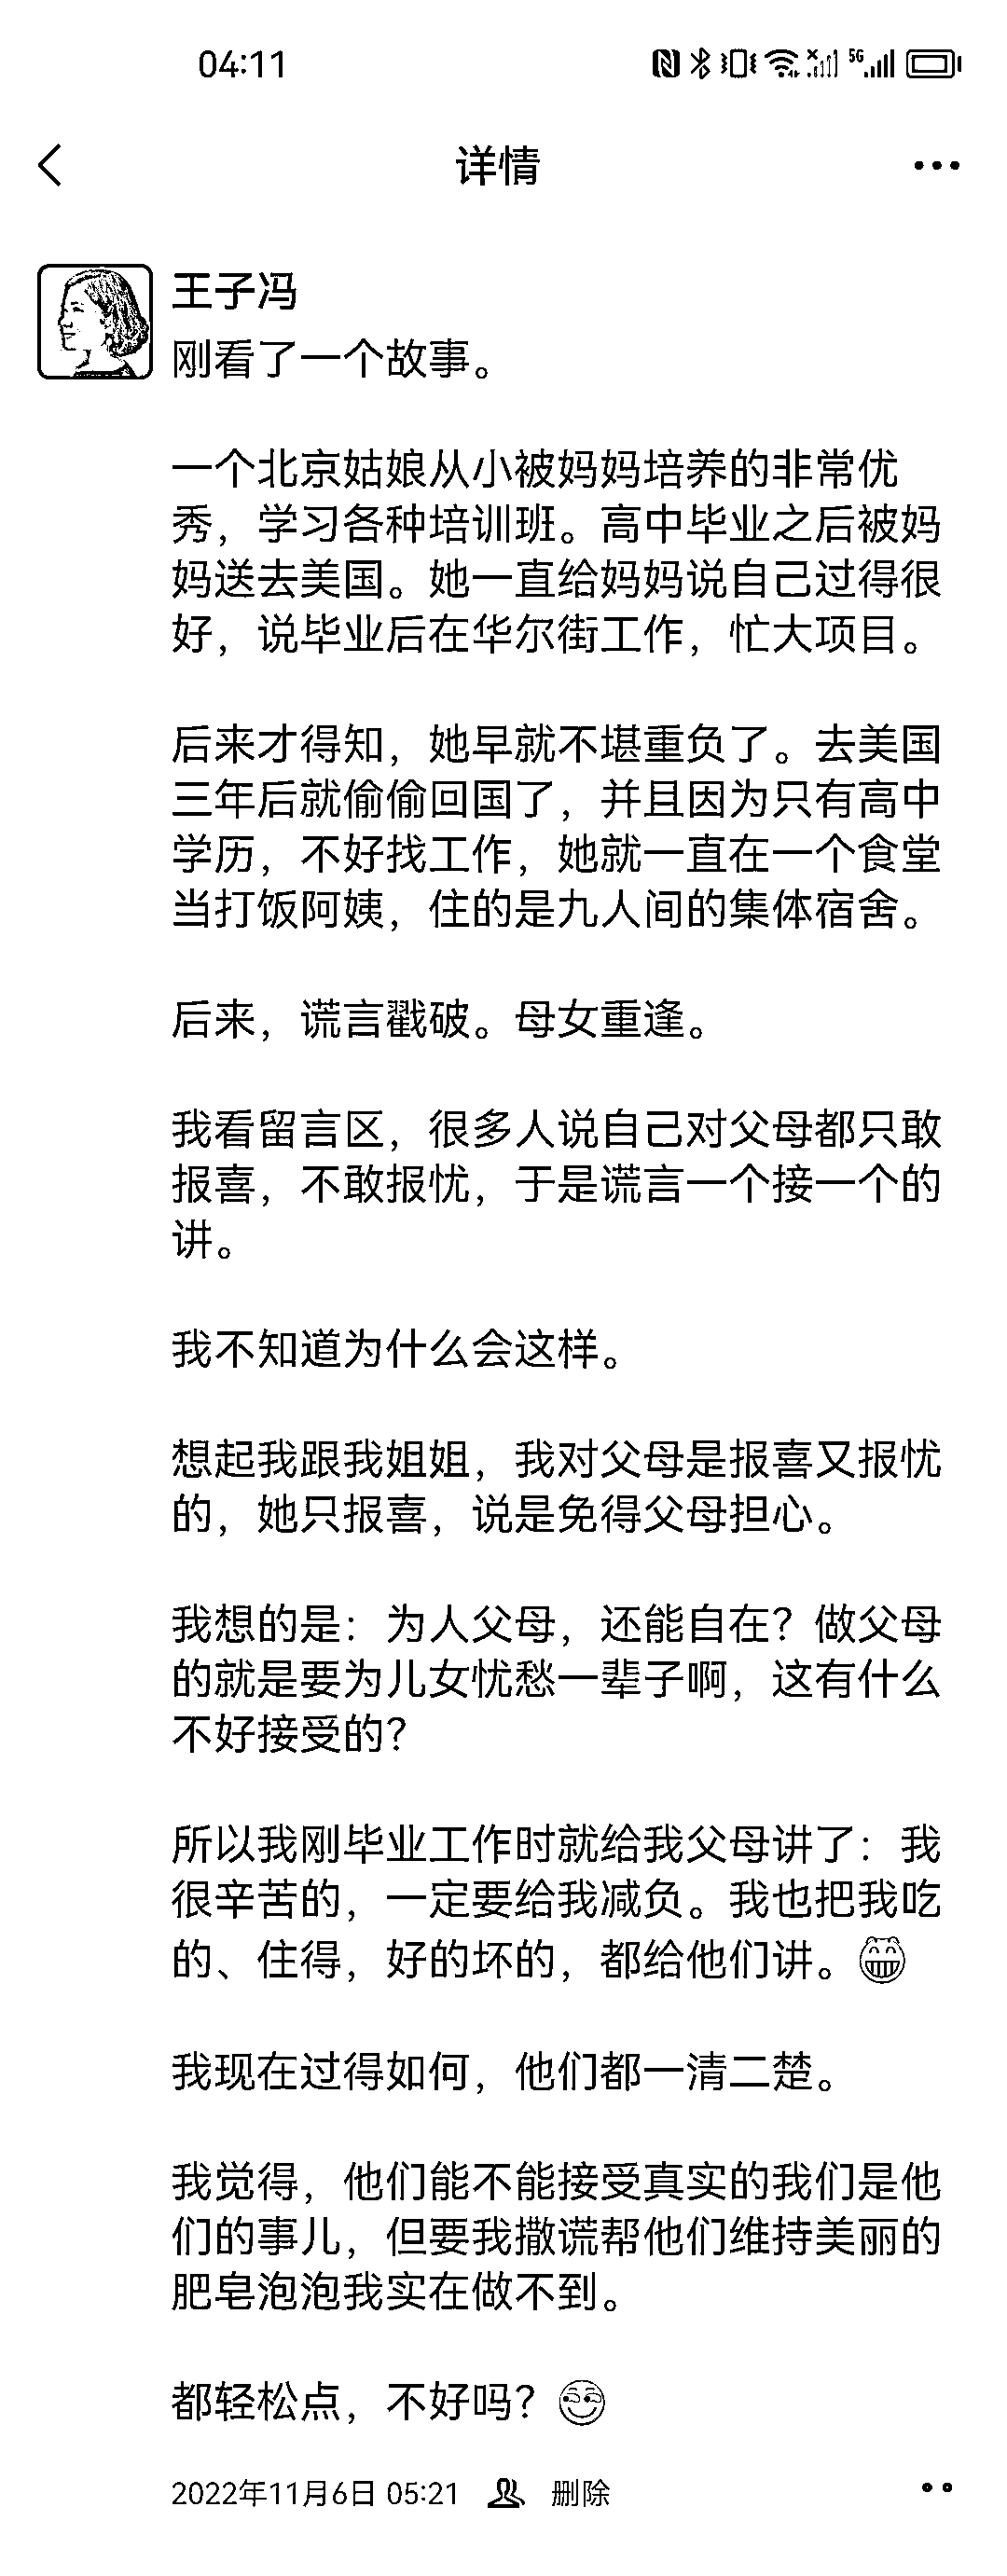 04:11
5G
详情
王子冯
刚看了一个故事。
一个北京姑娘从小被妈妈培养的非常优
秀，学习各种培训班。高中毕业之后被妈
妈送去美国。她一直给妈妈说自己过得很
好，说毕业后在华尔街工作，忙大项目。
后来才得知，她早就不堪重负了。去美国
三年后就偷偷回国了，并且因为只有高中
学历，不好找工作，她就一直在一个食堂
当打饭阿姨，住的是九人间的集体宿舍。
后来，谎言戳破。母女重逢。
我看留言区，很多人说自己对父母都只敢
报喜，不敢报忧，于是谎言一个接一个的
讲。
我不知道为什么会这样。
想起我跟我姐姐，我对父母是报喜又报忧
的，她只报喜，说是免得父母担心。
我想的是：为人父母，还能自在？做父母
的就是要为儿女忧愁一辈子啊，这有什么
不好接受的？
所以我刚毕业工作时就给我父母讲了：我
很辛苦的，一定要给我减负。我也把我吃
的、住得，好的坏的，都给他们讲。😁
我现在过得如何，他们都一清二楚。
我觉得，他们能不能接受真实的我们是他
们的事儿，但要我撒谎帮他们维持美丽的
肥皂泡泡我实在做不到。
都轻松点，不好吗？😏
2022年11月6日 05:21 删除